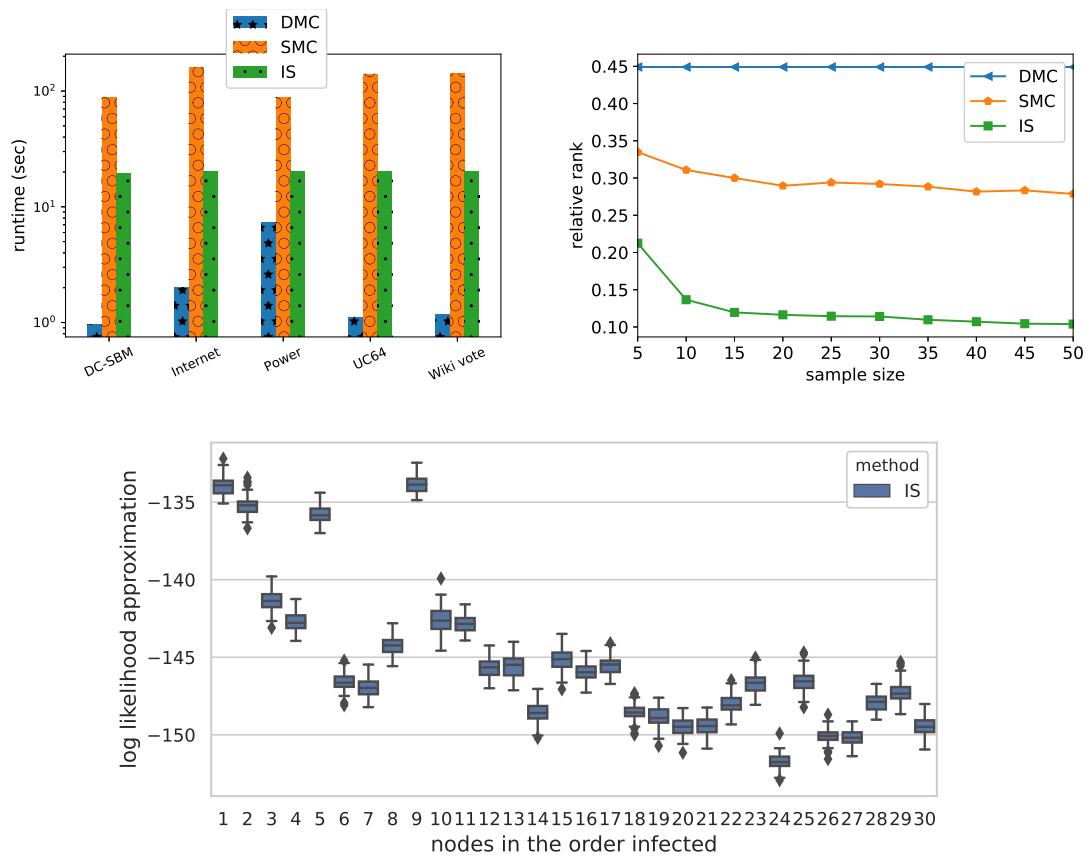 DMC
SMC
IS
10²
10¹
10⁰
runtime (sec)
DC-SBM Internet Power UC64 Wiki vote
0.45
0.40
0.35
0.30
0.25
0.20
0.15
0.10
relative rank
DMC
SMC
IS
5 10 15 20 25 30 35 40 45 50
sample size
−135
−140
−145
−150
log likelihood approximation
method
IS
1 2 3 4 5 6 7 8 9 10 11 12 13 14 15 16 17 18 19 20 21 22 23 24 25 26 27 28 29 30
nodes in the order infected